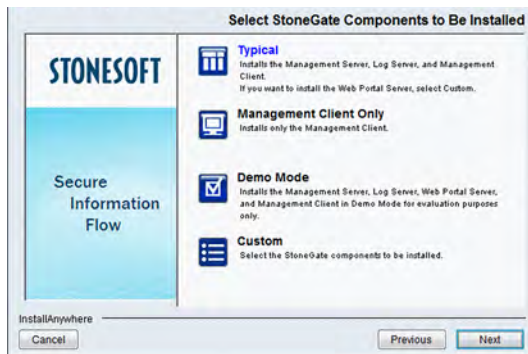 Select StoneGate Components to Be Installed
STONESOFT
Secure
Information
Flow
Typical
Installs the Management Server, Log Server, and Management
Client.
If you want to install the Web Portal Server, select Custom.
Management Client Only
Installs only the Management Client.
Demo Mode
Installs the Management Server, Log Server, Web Portal Server,
and Management Client in Demo Mode for evaluation purposes
only.
Custom
Select the StoneGate components to be installed.
InstallAnywhere
Cancel
Previous
Next